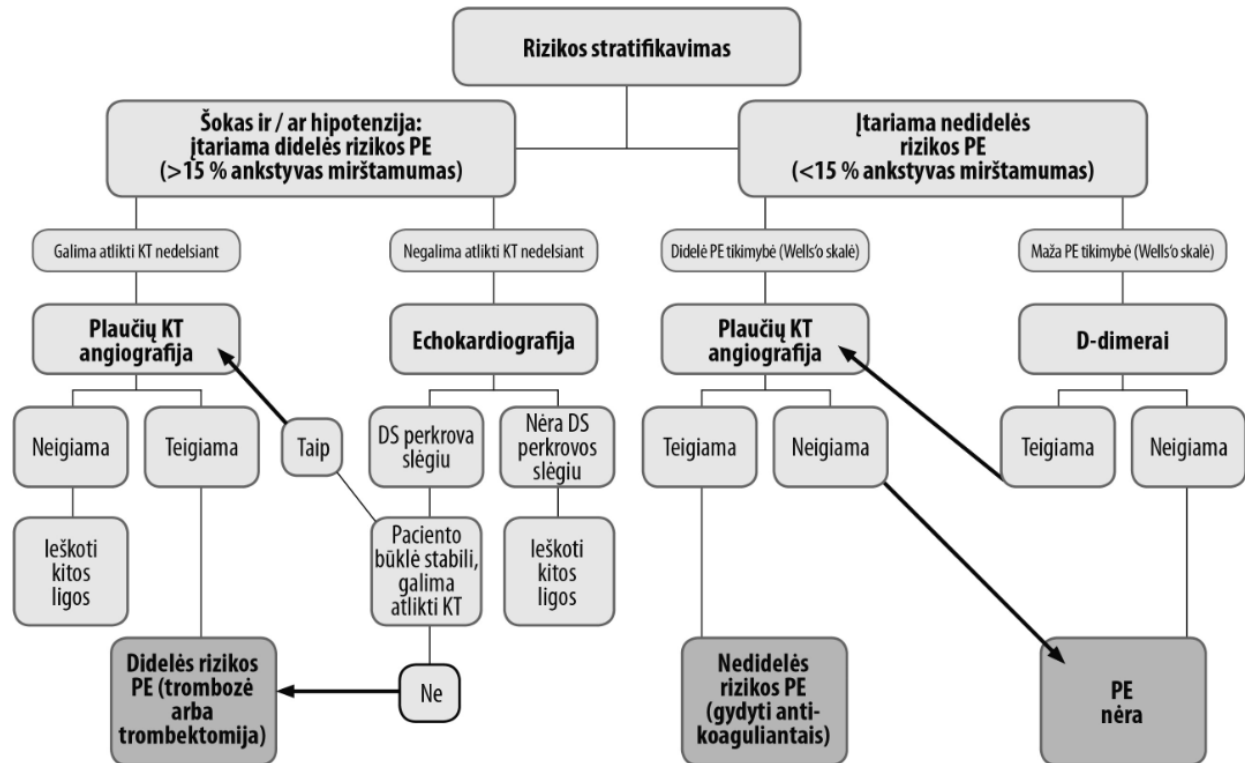 Rizikos stratifikavimas
Šokas ir / ar hipotenzija:
įtariama didelės rizikos PE
(>15 % ankstyvas mirštamumas)
Įtariama nedidelės
rizikos PE
(<15 % ankstyvas mirštamumas)
Galima atlikti KT nedelsiant
Negalima atlikti KT nedelsiant
Didelė PE tikimybė (Wells‘o skalė)
Maža PE tikimybė (Wells‘o skalė)
Plaučių KT
angiografija
Echokardiografija
Plaučių KT
angiografija
D-dimerai
Neigiama
Teigiama
Taip
DS perkrova
slėgiu
Nėra DS
perkrovos
slėgiu
Teigiama
Neigiama
Teigiama
Neigiama
Ieškoti
kitos
ligos
Paciento
būklė stabili,
galima
atlikti KT
Ieškoti
kitos
ligos
Didelės rizikos
PE (trombozė
arba
trombektomija)
Ne
Nedidelės
rizikos PE
(gydyti anti-
koaguliantais)
PE
nėra